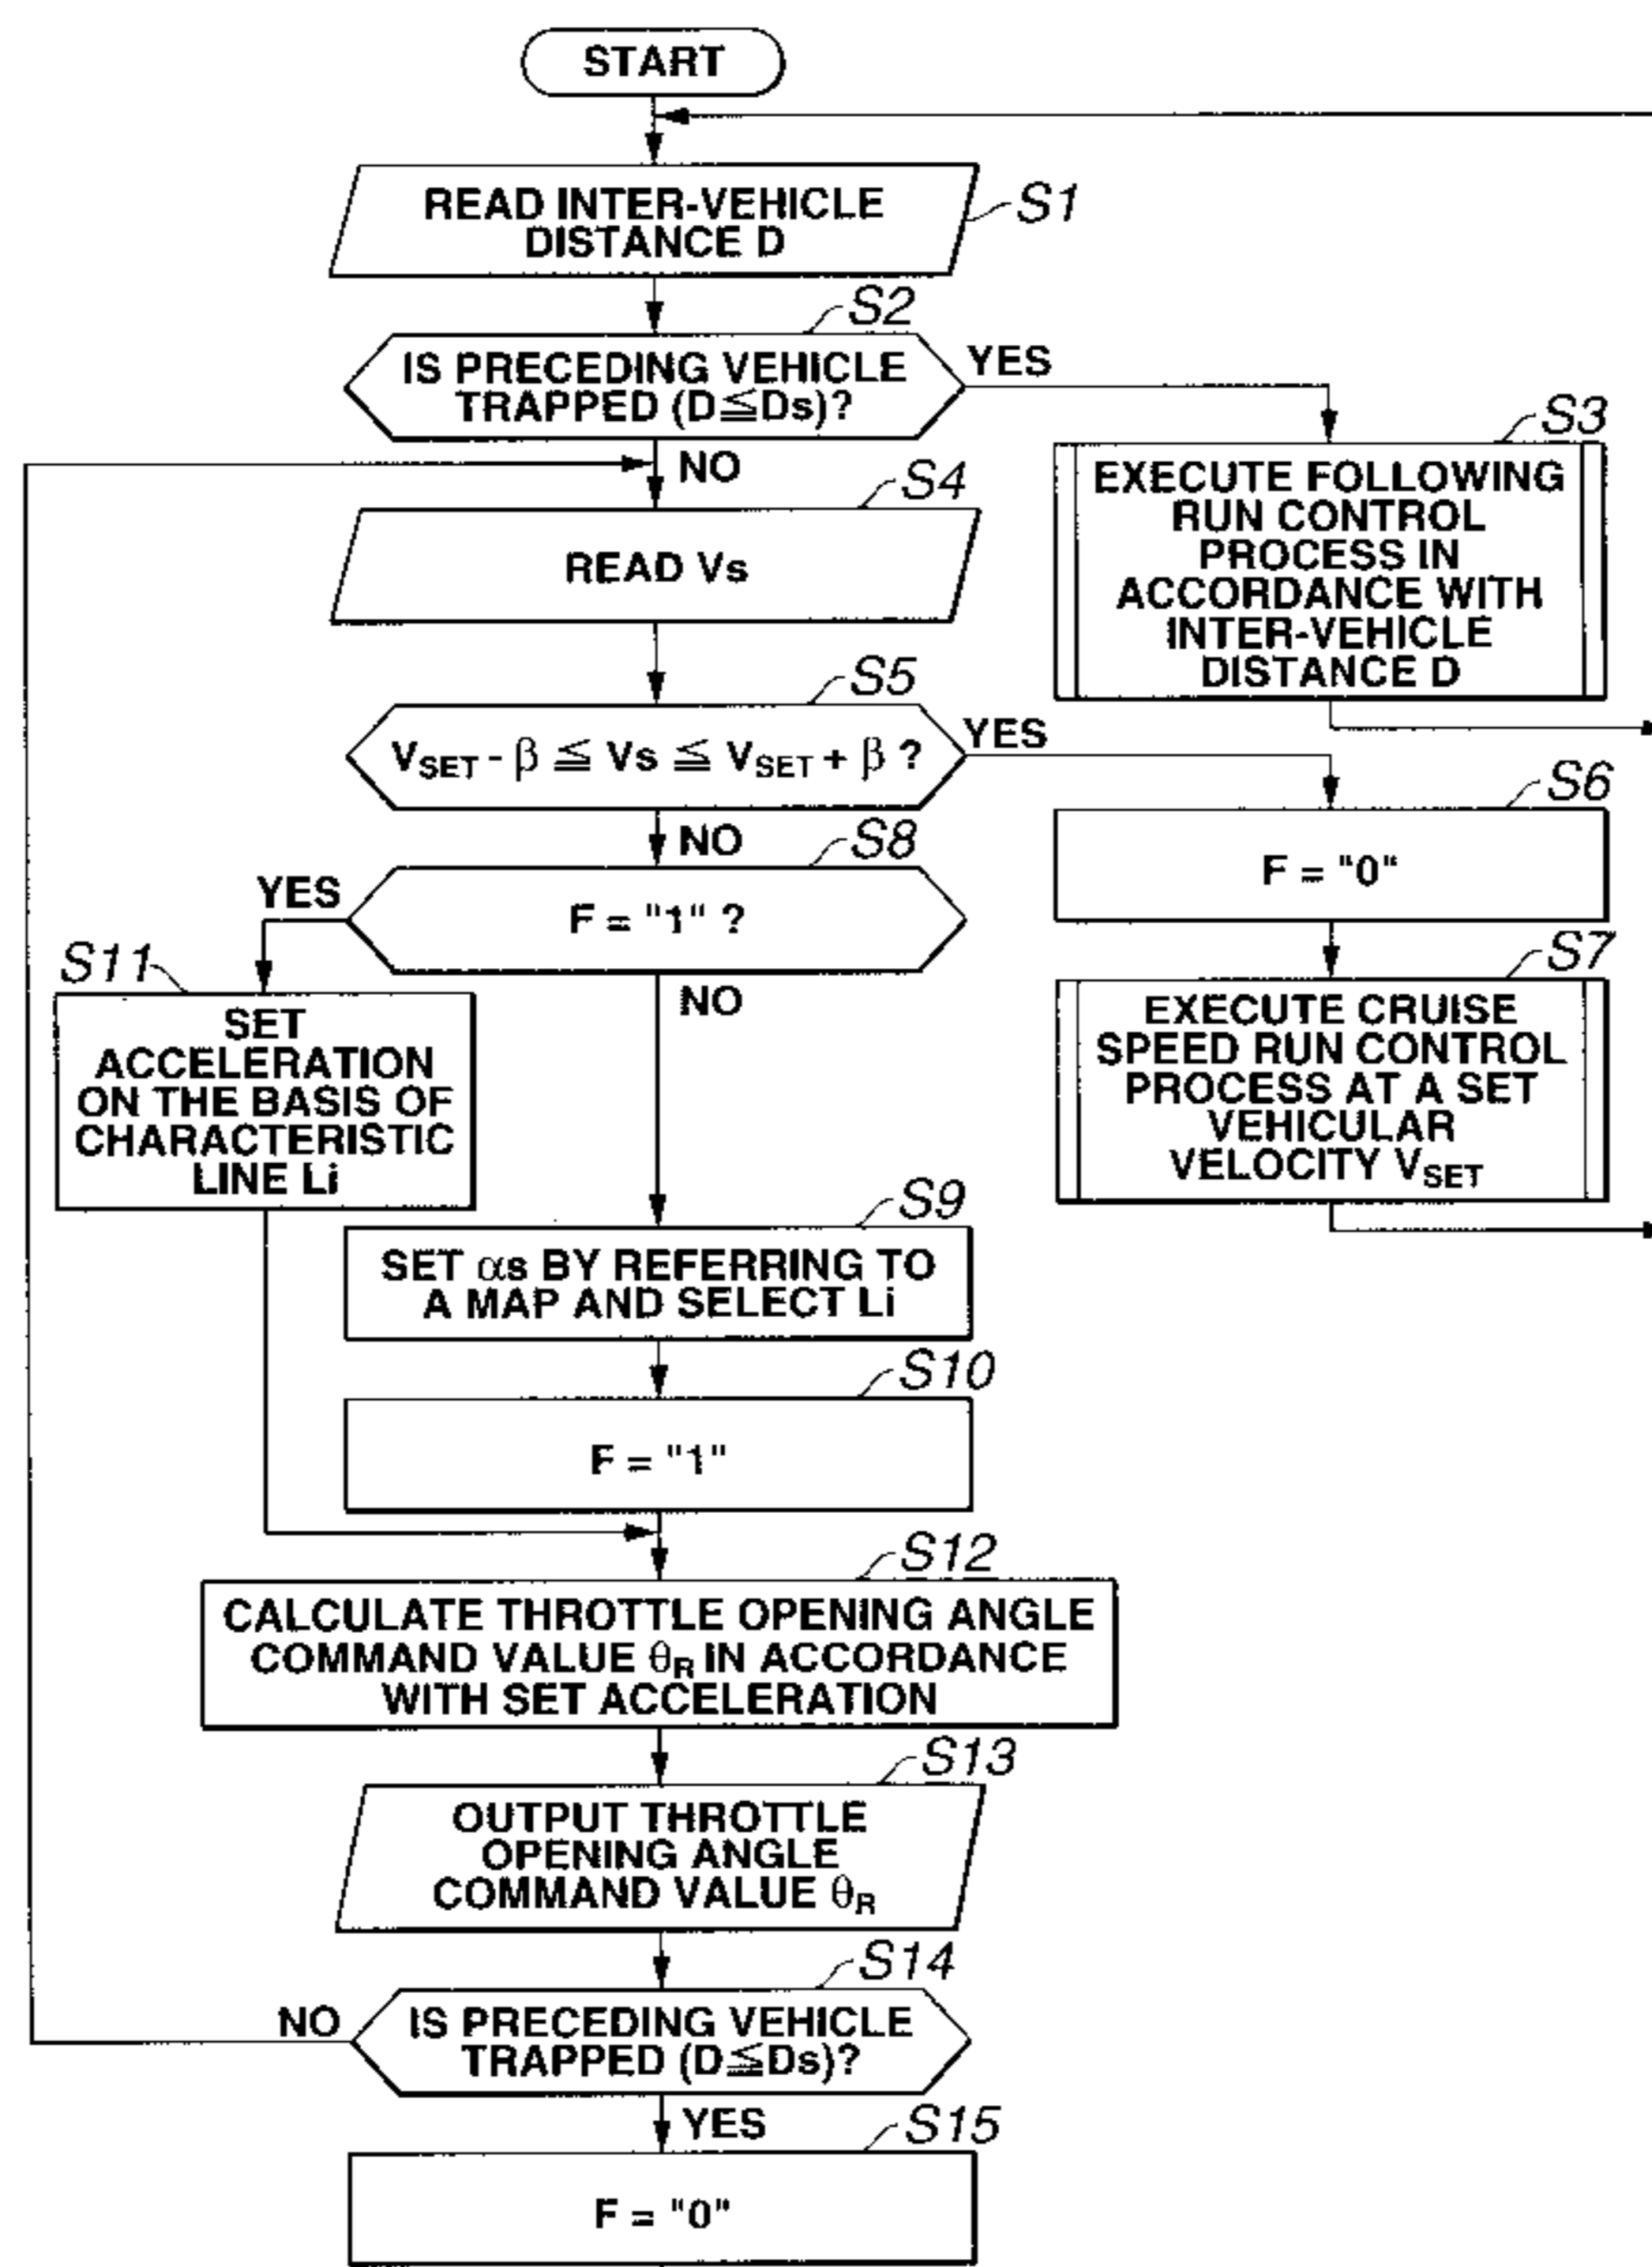 START
READ INTER-VEHICLE
DISTANCE D
S1
S2
IS PRECEDING VEHICLE
TRAPPED (D≦Ds)?
YES
NO
S3
EXECUTE FOLLOWING
RUN CONTROL
PROCESS IN
ACCORDANCE WITH
INTER-VEHICLE
DISTANCE D
S4
READ Vs
S5
VSET - β ≦ Vs ≦ VSET + β ?
YES
NO
S6
F = "0"
S7
EXECUTE CRUISE
SPEED RUN CONTROL
PROCESS AT A SET
VEHICULAR
VELOCITY VSET
S8
F = "1" ?
YES
NO
S11
SET
ACCELERATION
ON THE BASIS OF
CHARACTERISTIC
LINE Li
S9
SET αs BY REFERRING TO
A MAP AND SELECT Li
S10
F = "1"
S12
CALCULATE THROTTLE OPENING ANGLE
COMMAND VALUE θR IN ACCORDANCE
WITH SET ACCELERATION
S13
OUTPUT THROTTLE
OPENING ANGLE
COMMAND VALUE θR
S14
IS PRECEDING VEHICLE
TRAPPED (D≦Ds)?
NO
YES
S15
F = "0"